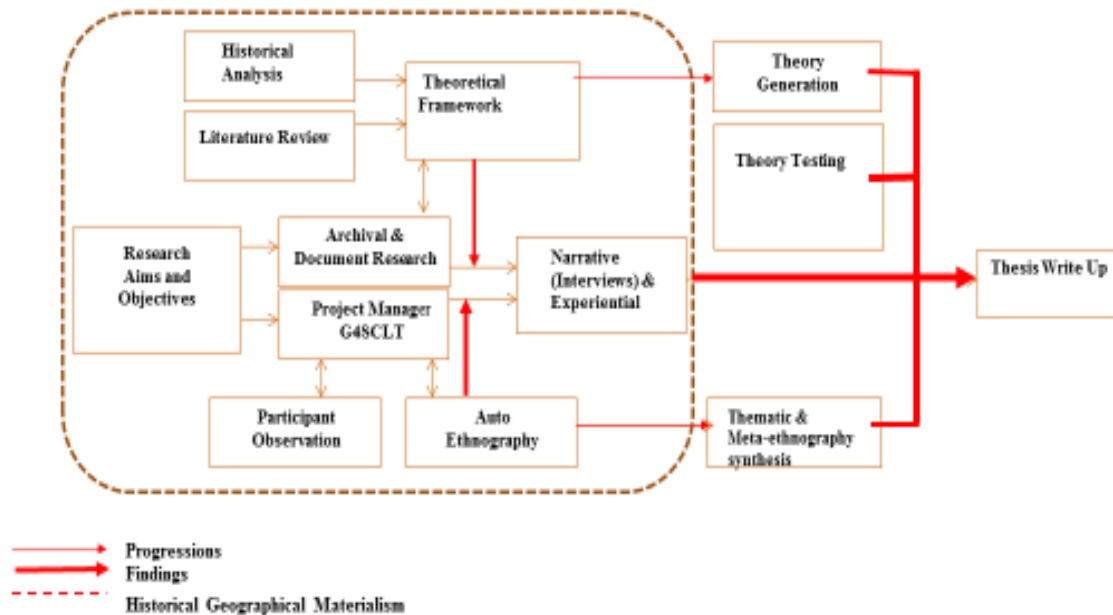 Historical
Analysis
Literature Review
Theoretical
Framework
Theory
Generation
Theory Testing
Research
Aims and
Objectives
Archival &
Document Research
Project Manager
G48CLT
Narrative
(Interviews) &
Experiential
Thesis Write Up
Participant
Observation
Auto
Ethnography
Thematic &
Meta-ethnography
synthesis
Progressions
Findings
Historical Geographical Materialism